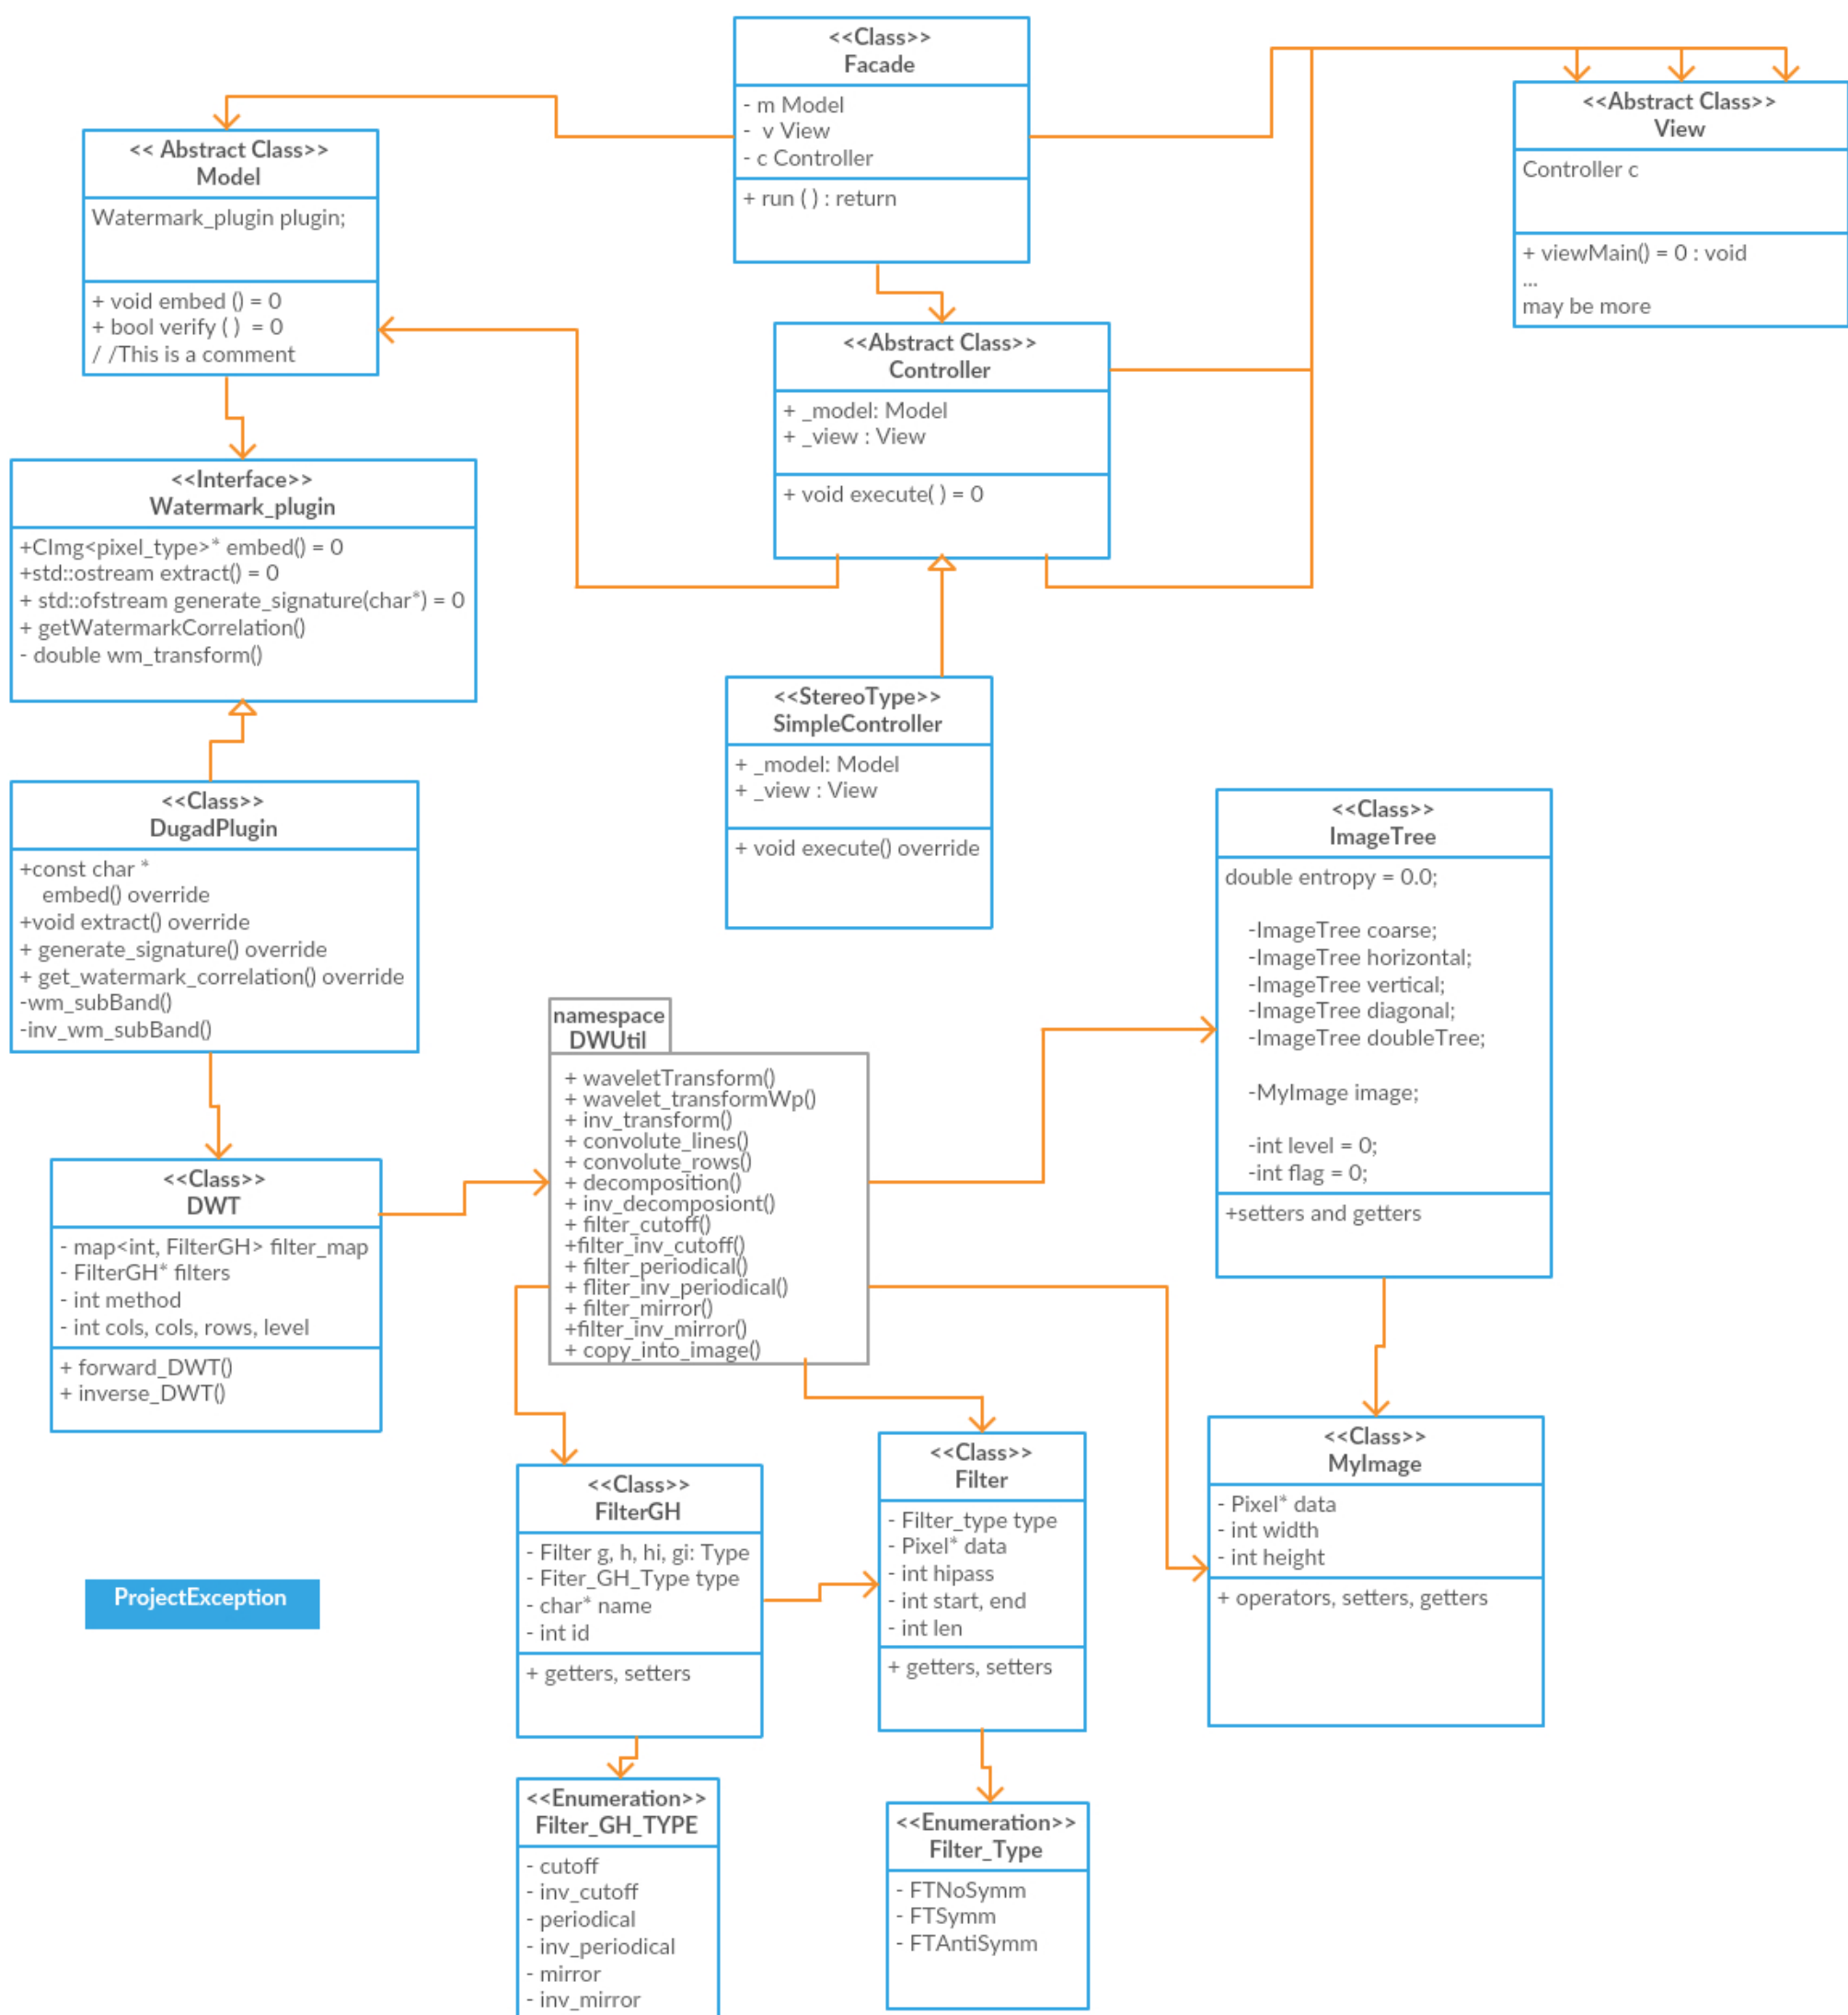 <<Class>>
Facade
- m Model
-  v View
- c Controller
+ run ( ) : return
<<Abstract Class>>
View
Controller c
+ viewMain() = 0 : void
...
may be more
<< Abstract Class>>
Model
Watermark_plugin plugin;
+ void embed () = 0
+ bool verify ( )  = 0
/ /This is a comment
<<Abstract Class>>
Controller
+ _model: Model
+ _view : View
+ void execute( ) = 0
<<Interface>>
Watermark_plugin
+CImg<pixel_type>* embed() = 0
+std::ostream extract() = 0
+ std::ofstream generate_signature(char*) = 0
+ getWatermarkCorrelation()
- double wm_transform()
<<StereoType>>
SimpleController
+ _model: Model
+ _view : View
+ void execute() override
<<Class>>
DugadPlugin
+const char *
embed() override
+void extract() override
+ generate_signature() override
+ get_watermark_correlation() override
-wm_subBand()
-inv_wm_subBand()
<<Class>>
ImageTree
double entropy = 0.0;
-ImageTree coarse;
-ImageTree horizontal;
-ImageTree vertical;
-ImageTree diagonal;
-ImageTree doubleTree;
-MyImage image;
-int level = 0;
-int flag = 0;
+setters and getters
namespace
DWUtil
+ waveletTransform()
+ wavelet_transformWp()
+ inv_transform()
+ convolute_lines()
+ convolute_rows()
+ decomposition()
+ inv_decomposiont()
+ filter_cutoff()
+filter_inv_cutoff()
+ filter_periodical()
+ fliter_inv_periodical()
+ filter_mirror()
+filter_inv_mirror()
+ copy_into_image()
<<Class>>
DWT
- map<int, FilterGH> filter_map
- FilterGH* filters
- int method
- int cols, cols, rows, level
+ forward_DWT()
+ inverse_DWT()
<<Class>>
FilterGH
- Filter g, h, hi, gi: Type
- Fiter_GH_Type type
- char* name
- int id
+ getters, setters
<<Class>>
Filter
- Filter_type type
- Pixel* data
- int hipass
- int start, end
- int len
+ getters, setters
<<Class>>
MyImage
- Pixel* data
- int width
- int height
+ operators, setters, getters
ProjectException
<<Enumeration>>
Filter_GH_TYPE
- cutoff
- inv_cutoff
- periodical
- inv_periodical
- mirror
- inv_mirror
<<Enumeration>>
Filter_Type
- FTNoSymm
- FTSymm
- FTAntiSymm